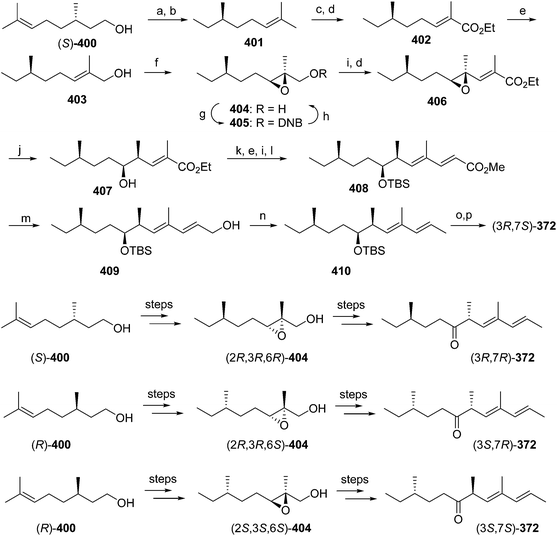 OH a, b c, d CO2Et e
(S)-400 401 402
OH f OR i, d CO2Et
O O
403 404: R = H 406
g 405: R = DNB h
j CO2Et k, e, i, l CO2Me
OH OTBS
407 408
m OH n o,p (3R,7S)-372
OTBS OTBS
409 410
OH steps OH steps
O O
(S)-400 (2R,3R,6R)-404 (3R,7R)-372
OH steps OH steps
O O
(R)-400 (2R,3R,6S)-404 (3S,7R)-372
OH steps OH steps
O O
(R)-400 (2S,3S,6S)-404 (3S,7S)-372